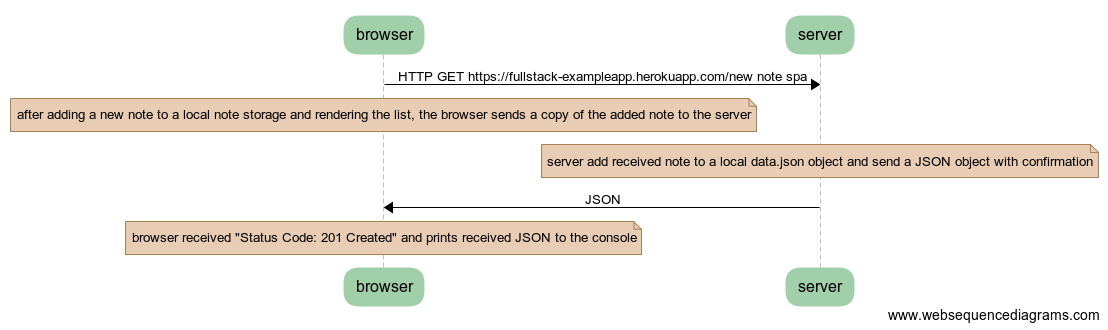 browser
server
HTTP GET https://fullstack-exampleapp.herokuapp.com/new note spa
after adding a new note to a local note storage and rendering the list, the browser sends a copy of the added note to the server
server add received note to a local data.json object and send a JSON object with confirmation
JSON
browser received "Status Code: 201 Created" and prints received JSON to the console
browser
server
www.websequencediagrams.com